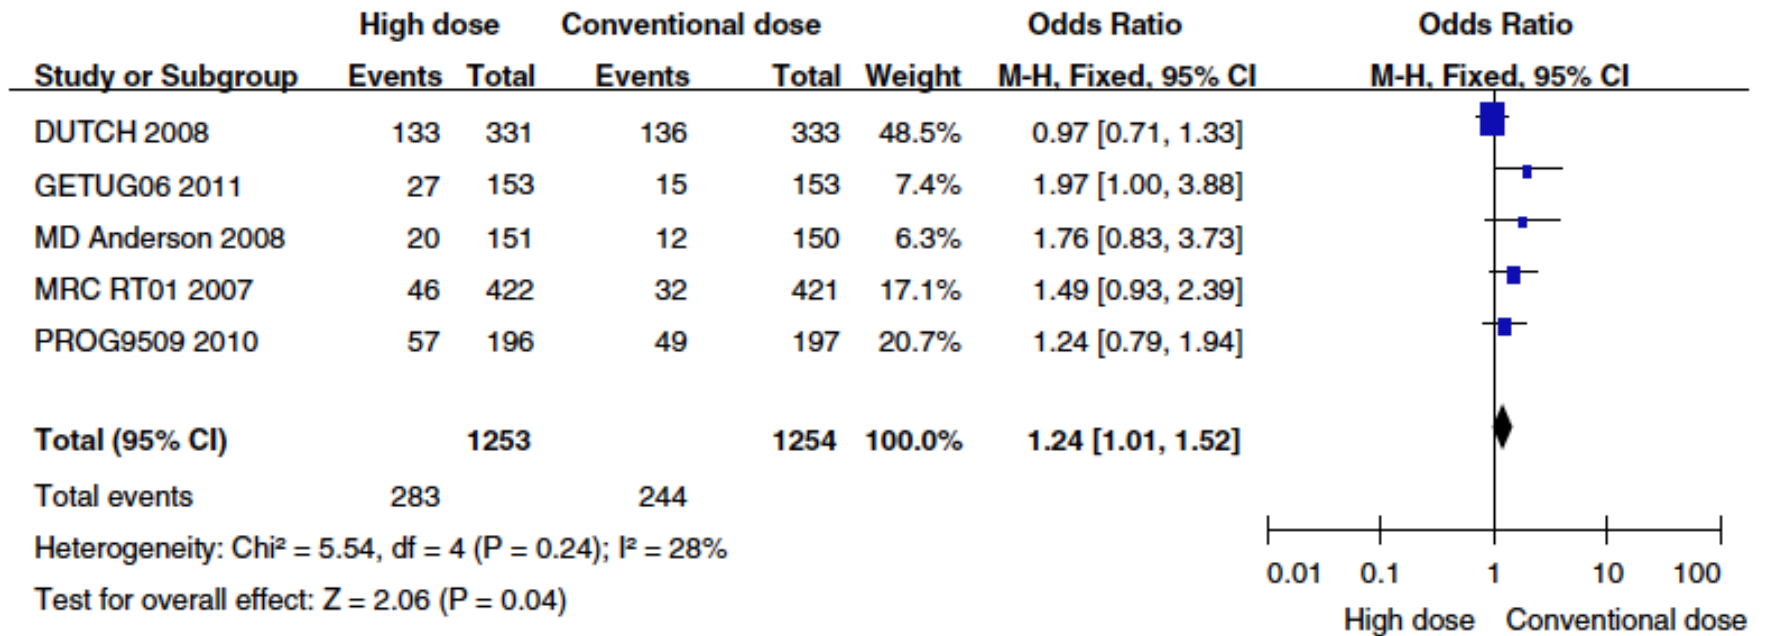 High dose Conventional dose Odds Ratio Odds Ratio
Study or Subgroup Events Total Events Total Weight M-H, Fixed, 95% CI M-H, Fixed, 95% CI
DUTCH 2008 133 331 136 333 48.5% 0.97 [0.71, 1.33]
GETUG06 2011 27 153 15 153 7.4% 1.97 [1.00, 3.88]
MD Anderson 2008 20 151 12 150 6.3% 1.76 [0.83, 3.73]
MRC RT01 2007 46 422 32 421 17.1% 1.49 [0.93, 2.39]
PROG9509 2010 57 196 49 197 20.7% 1.24 [0.79, 1.94]
Total (95% CI) 1253 1254 100.0% 1.24 [1.01, 1.52]
Total events 283 244
Heterogeneity: Chi² = 5.54, df = 4 (P = 0.24); I² = 28%
Test for overall effect: Z = 2.06 (P = 0.04)
0.01 0.1 1 10 100
High dose Conventional dose